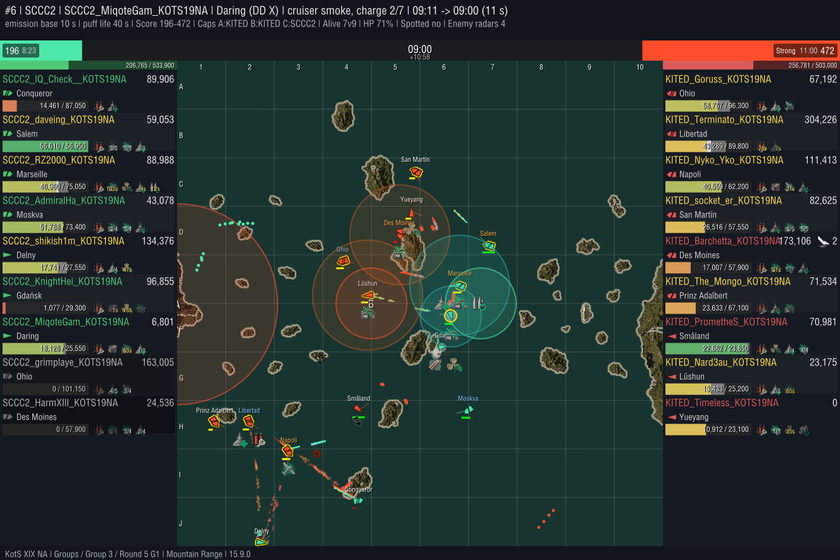 #6 | SCCC2 | SCCC2_MiqoteGam_KOTS19NA | Daring (DD X) | cruiser smoke, charge 2/7 | 09:11 -> 09:00 (11 s)
emission base 10 s | puff life 40 s | Score 196-472 | Caps A:KITED B:KITED C:SCCC2 | Alive 7v9 | HP 71% | Spotted no | Enemy radars 4
196 8:23
09:00
+10:58
Strong 11:00 472
206,765 / 533,900
256,781 / 503,000
1 2 3 4 5 6 7 8 9 10
A
B
C
D
E
F
G
H
I
J
SCCC2_IQ_Check__KOTS19NA 89,906
Conqueror
14,461 / 87,050
SCCC2_daveing_KOTS19NA 59,053
Salem
SCCC2_RZ2000_KOTS19NA 88,988
Marseille
SCCC2_AdmiralHa_KOTS19NA 43,078
Moskva
SCCC2_shikish1m_KOTS19NA 134,376
Delny
SCCC2_KnightHei_KOTS19NA 96,855
Gdańsk
1,077 / 29,300
SCCC2_MiqoteGam_KOTS19NA 6,801
Daring
SCCC2_grimplaye_KOTS19NA 163,005
Ohio
0 / 101,150
SCCC2_HarmXIII_KOTS19NA 24,536
Des Moines
0 / 57,900
San Martín
Yueyang
Des Moines
Salem
Ohio
Lüshun
Marseille
Småland
Moskva
Prinz Adalbert
Libertad
Napoli
Conqueror
Delny
KITED_Goruss_KOTS19NA 67,192
Ohio
KITED_Terminato_KOTS19NA 304,226
Libertad
KITED_Nyko_Yko_KOTS19NA 111,413
Napoli
KITED_socket_er_KOTS19NA 82,625
San Martín
26,516 / 57,550
KITED_Barchetta_KOTS19NA 173,106
Des Moines
17,007 / 57,900
KITED_The_Mongo_KOTS19NA 71,534
Prinz Adalbert
23,633 / 67,100
KITED_PrometheS_KOTS19NA 70,981
Småland
KITED_Nard3au_KOTS19NA 23,175
Lüshun
KITED_Timeless_KOTS19NA 0
Yueyang
KotS XIX NA | Groups / Group 3 / Round 5 G1 | Mountain Range | 15.9.0